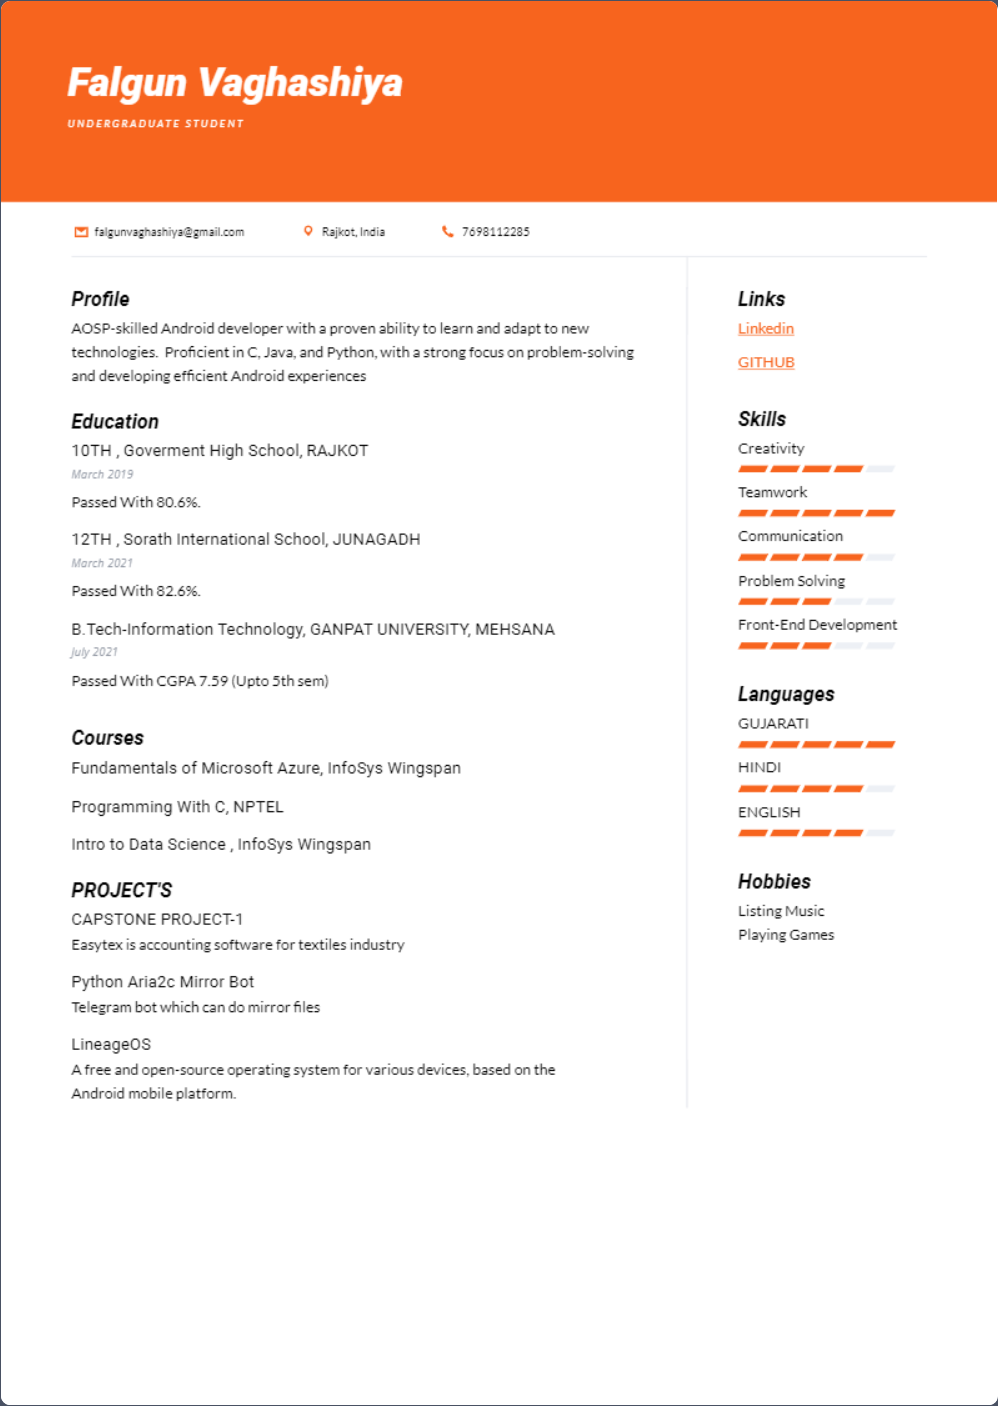 Falgun Vaghashiya
UNDERGRADUATE STUDENT
falgunvaghashiya@gmail.com
Rajkot, India
7698112285
Profile
AOSP-skilled Android developer with a proven ability to learn and adapt to new
technologies.  Proficient in C, Java, and Python, with a strong focus on problem-solving
and developing efficient Android experiences
Education
10TH , Goverment High School, RAJKOT
March 2019
Passed With 80.6%.
12TH , Sorath International School, JUNAGADH
March 2021
Passed With 82.6%.
B.Tech-Information Technology, GANPAT UNIVERSITY, MEHSANA
July 2021
Passed With CGPA 7.59 (Upto 5th sem)
Courses
Fundamentals of Microsoft Azure, InfoSys Wingspan
Programming With C, NPTEL
Intro to Data Science , InfoSys Wingspan
PROJECT'S
CAPSTONE PROJECT-1
Easytex is accounting software for textiles industry
Python Aria2c Mirror Bot
Telegram bot which can do mirror files
LineageOS
A free and open-source operating system for various devices, based on the
Android mobile platform.
Links
Linkedin
GITHUB
Skills
Creativity
Teamwork
Communication
Problem Solving
Front-End Development
Languages
GUJARATI
HINDI
ENGLISH
Hobbies
Listing Music
Playing Games